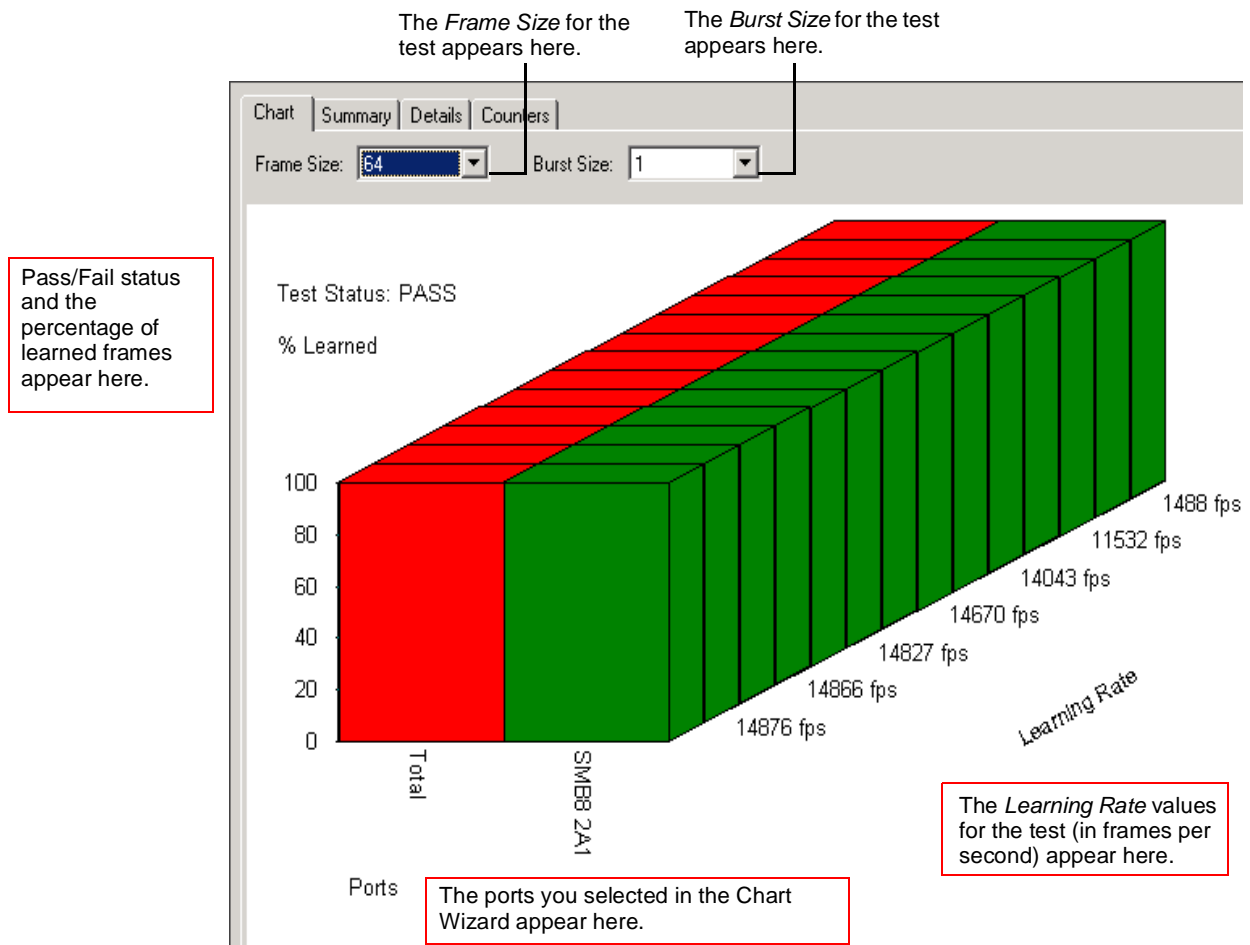 The Frame Size for the
test appears here.
The Burst Size for the test
appears here.
Chart
Summary
Details
Counters
Frame Size:
64
Burst Size:
1
Pass/Fail status
and the
percentage of
learned frames
appear here.
Test Status: PASS
% Learned
100
80
60
40
20
0
1488 fps
11532 fps
14043 fps
14670 fps
14827 fps
14866 fps
14876 fps
Learning Rate
Total
SMB8 2A1
Ports
The Learning Rate values
for the test (in frames per
second) appear here.
The ports you selected in the Chart
Wizard appear here.